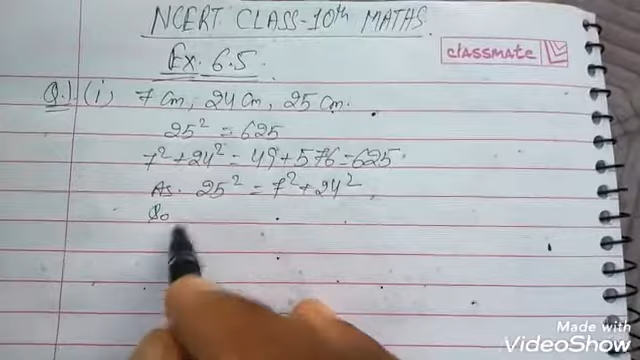 NCERT CLASS-10th MATHS
Ex. 6.5
classmate
Q.1 (i) 7 cm, 24 cm, 25 cm.
25² = 625
7² + 24² = 49 + 576 = 625.
As. 25² = 7² + 24²
So
Made with
VideoShow